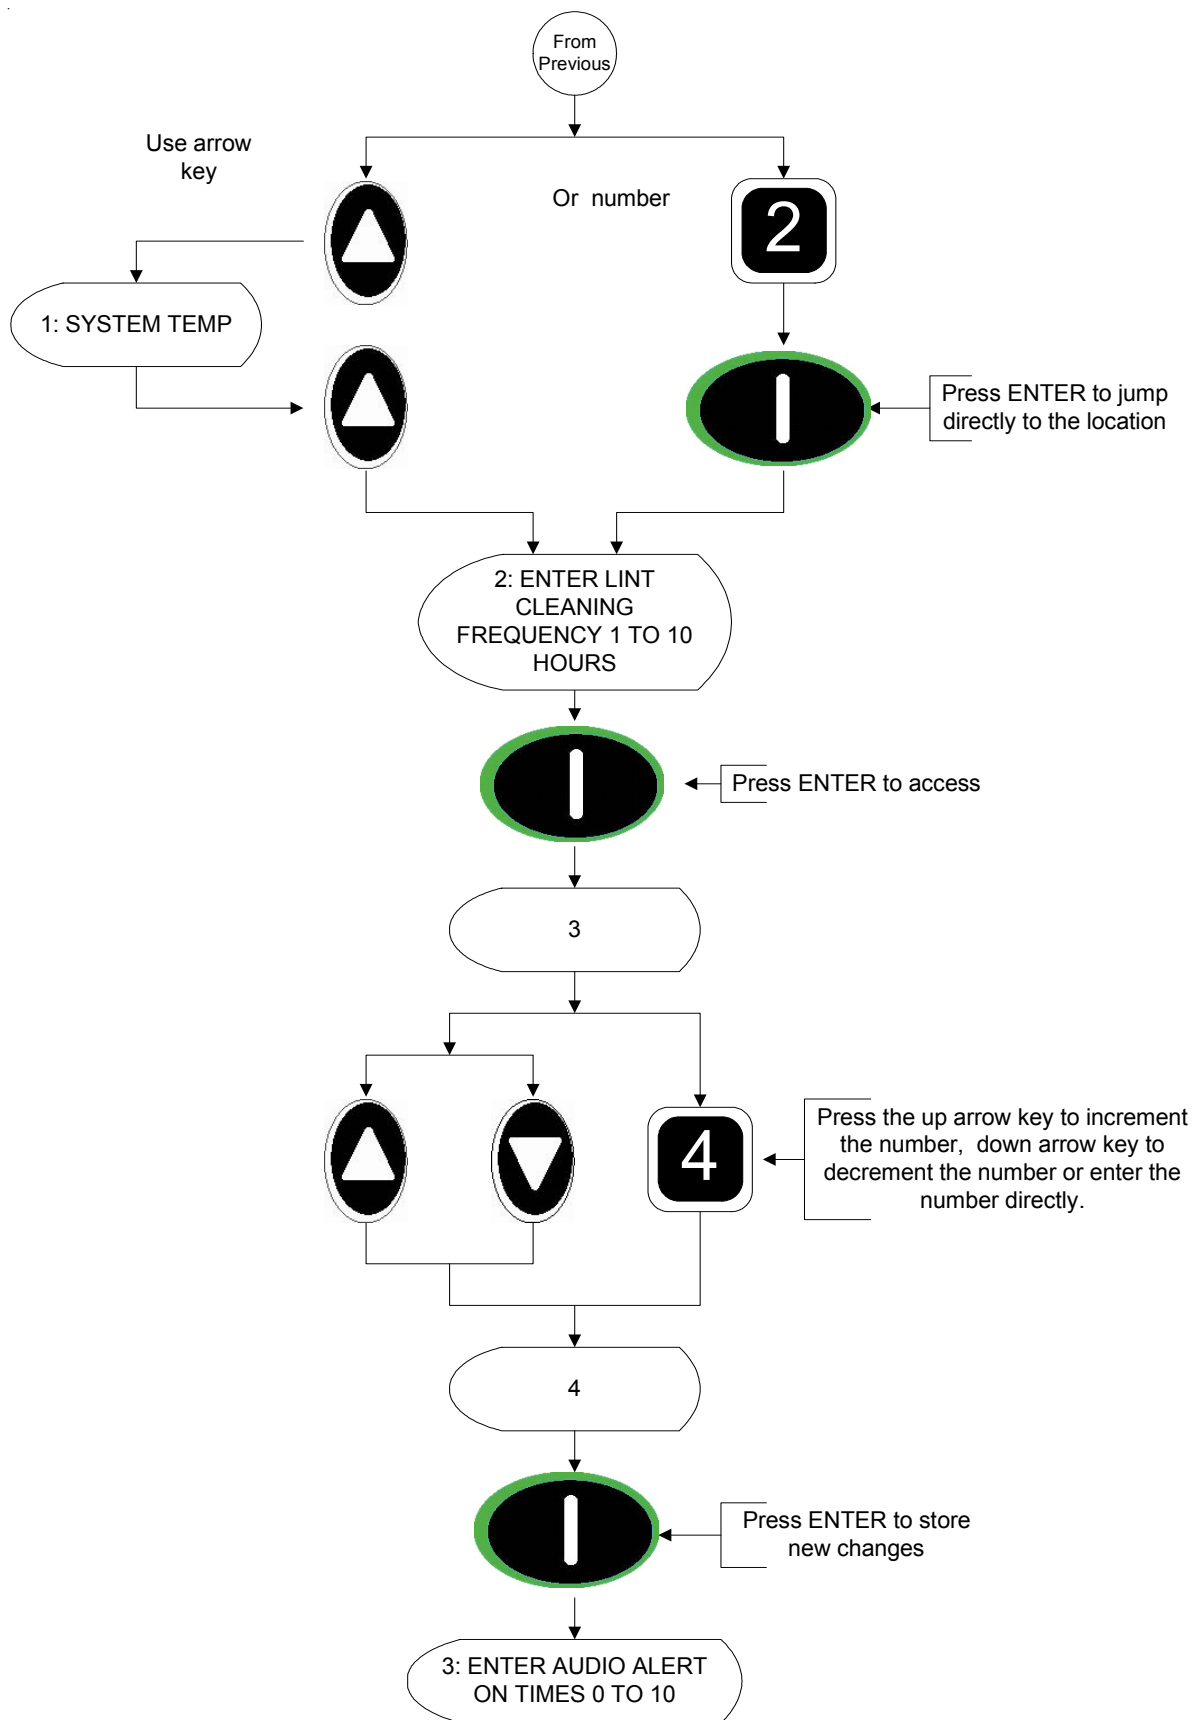 From
Previous
Use arrow
key
Or number
2
1: SYSTEM TEMP
Press ENTER to jump
directly to the location
2: ENTER LINT
CLEANING
FREQUENCY 1 TO 10
HOURS
Press ENTER to access
3
4
Press the up arrow key to increment
the number, down arrow key to
decrement the number or enter the
number directly.
4
Press ENTER to store
new changes
3: ENTER AUDIO ALERT
ON TIMES 0 TO 10